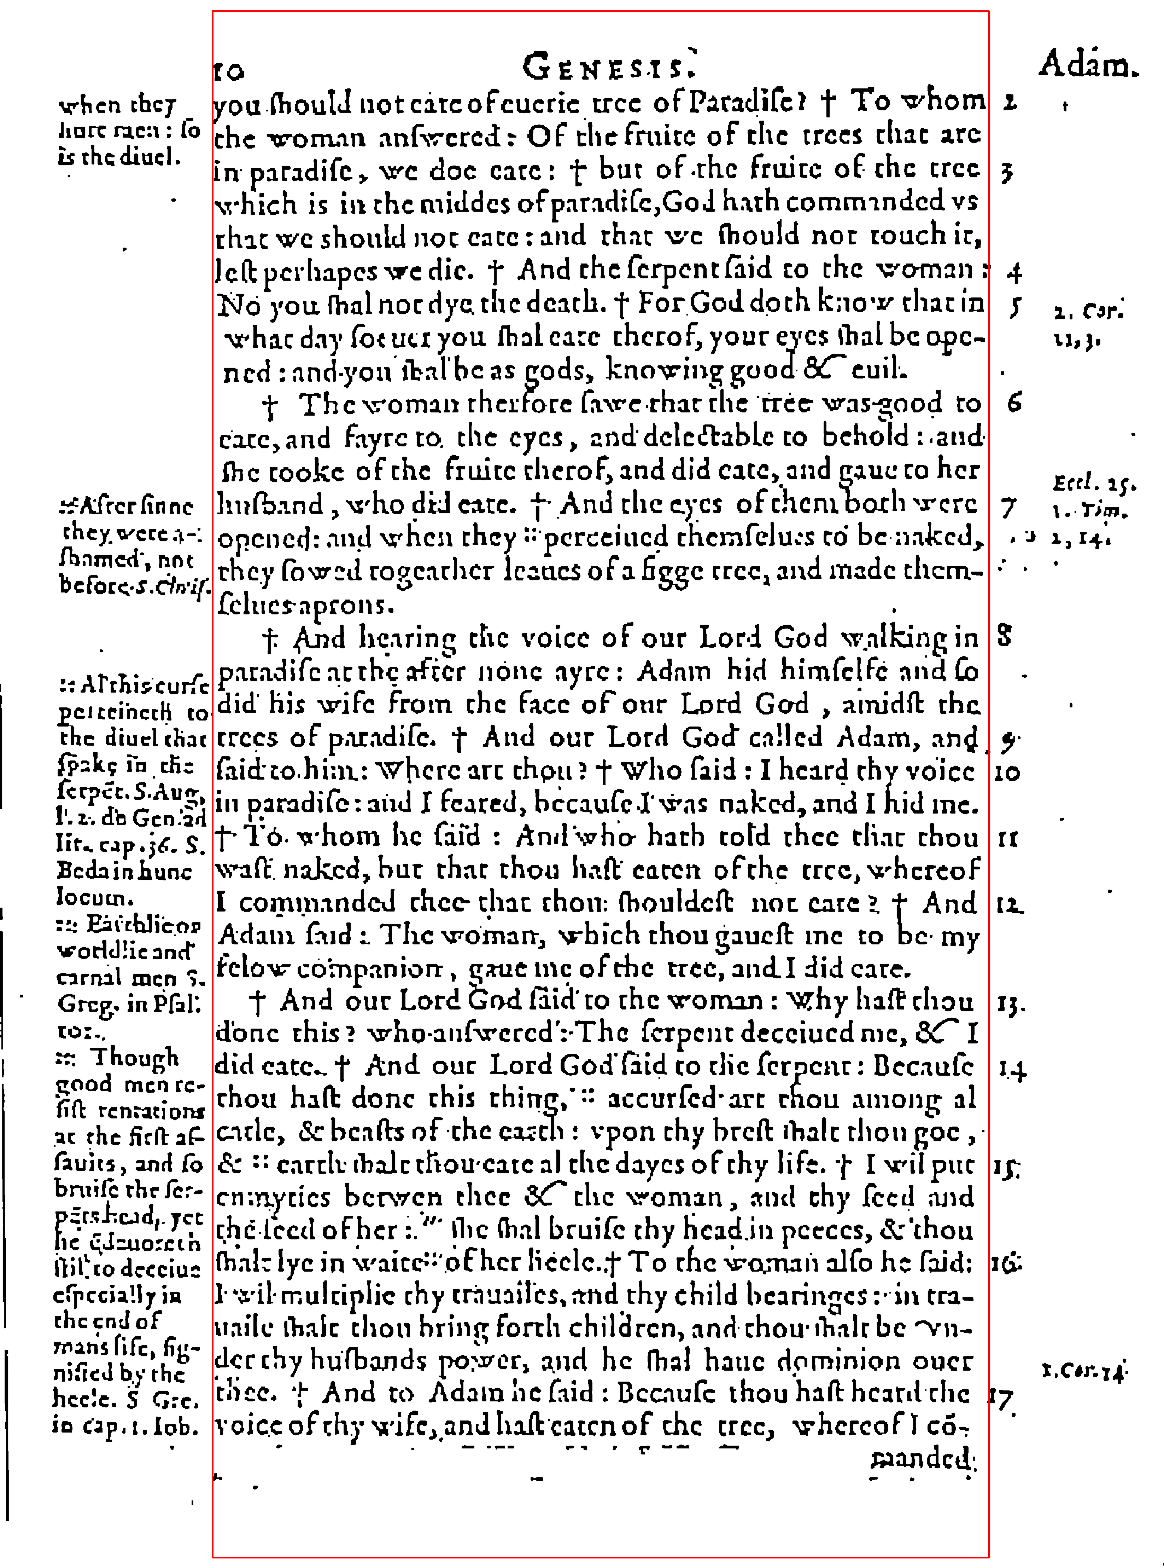 10 GENESIS. Adam.
when they
hurt men : so
is the diuel.
you ſhould not eate of euerie tree of Paradiſe? † To whom 2
the woman anſwered : Of the fruite of the trees that are
in paradiſe, we doe eate : † but of the fruite of the tree 3
which is in the middes of paradiſe, God hath commanded vs
that we should not eate : and that we ſhould not touch it,
leſt perhapes we die. † And the ſerpent ſaid to the woman : 4
No you ſhal not dye the death. † For God doth know that in 5
what day ſoeuer you ſhal eate therof, your eyes ſhal be ope-
ned : and you ſhal be as gods, knowing good & euil.
2. Cor.
11, 3.
† The woman therfore ſawe that the tree was good to 6
eate, and fayre to the eyes, and delectable to behold : and
ſhe tooke of the fruite therof, and did eate, and gaue to her
huſband, who did eate. † And the eyes of them both were 7
opened : and when they :: perceiued themſelues to be naked,
they ſowed togeather leaues of a figge tree, and made them-
ſelues aprons.
Eccl. 25.
1. Tim.
2, 14.
:: After ſinne
they were a-
ſhamed, not
before. S. Chriſ.
† And hearing the voice of our Lord God walking in 8
paradiſe at the after none ayre : Adam hid himſelfe and ſo
did his wife from the face of our Lord God, amidſt the
trees of paradiſe. † And our Lord God called Adam, and 9
ſaid to him : Where art thou? † Who ſaid : I heard thy voice 10
in paradiſe : and I feared, becauſe I was naked, and I hid me.
† To whom he ſaid : And who hath told thee that thou 11
waſt naked, but that thou haſt eaten of the tree, whereof
I commanded thee that thou ſhouldeſt not eate? † And 12
Adam ſaid : The woman, which thou gaueſt me to be my
felow companion, gaue me of the tree, and I did eate.
:: Al this curſe
perteineth to
the diuel that
ſpake in the
ſerpēt. S. Aug.
l. 2. de Gen. ad
lit. cap. 36. S.
Beda in hunc
locum.
:: Earthlie or
worldlie and
carnal men S.
Greg. in Pſal.
101.
† And our Lord God ſaid to the woman : Why haſt thou 13.
done this? who anſwered : The ſerpent deceiued me, & I
did eate. † And our Lord God ſaid to the ſerpent : Becauſe 14
thou haſt done this thing, :: accurſed art thou among al
catle, & beaſts of the earth : vpon thy breſt ſhalt thou goe,
& :: earth ſhalt thou eate al the dayes of thy life. † I wil put 15.
enmyties betwen thee & the woman, and thy ſeed and
the ſeed of her : " ſhe ſhal bruiſe thy head in peeces, & thou
ſhalt lye in waite :: of her heele. † To the woman alſo he ſaid : 16.
I wil multiplie thy trauailes, and thy child bearinges : in tra-
uaile ſhalt thou bring forth children, and thou ſhalt be vn-
der thy huſbands power, and he ſhal haue dominion ouer
thee. † And to Adam he ſaid : Becauſe thou haſt heard the 17
voice of thy wife, and haſt eaten of the tree, whereof I cō-
manded
:: Though
good men re-
ſiſt tentations
at the firſt aſ-
ſaults, and ſo
bruiſe the ſer-
pēts head, yet
he
ſtil to deceiue
eſpecially in
the end of
mans life, ſig-
nified by the
heele. S Gre.
in cap. 1. Iob.
1. Cor. 14.